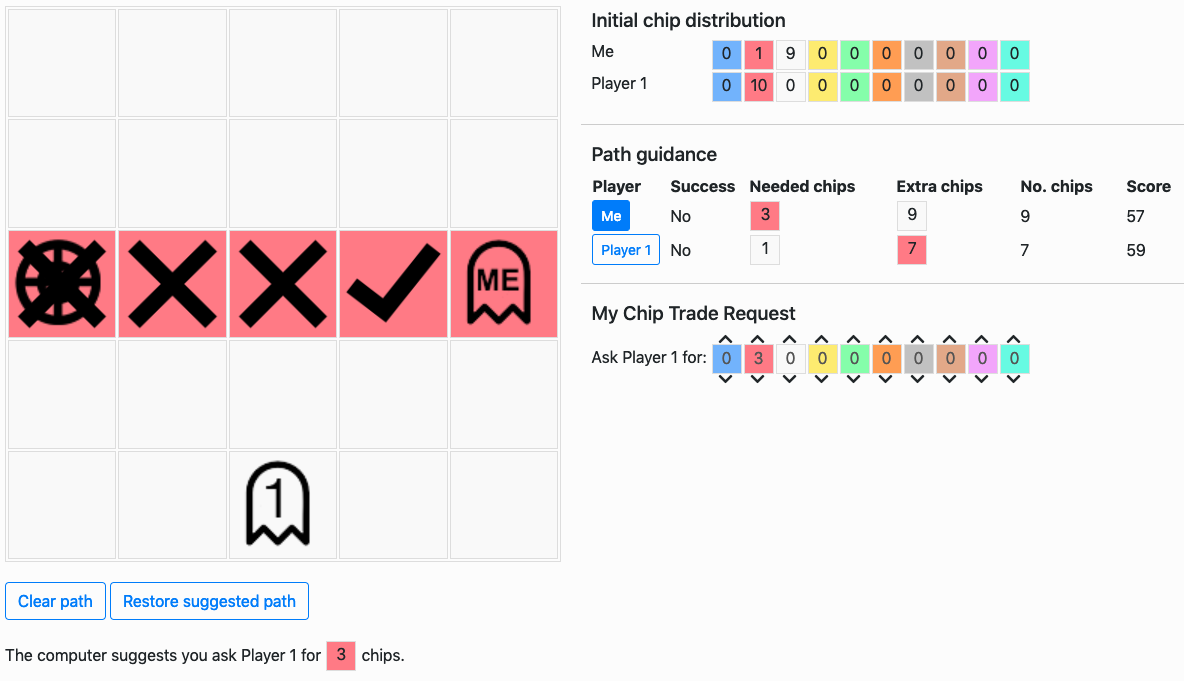 Initial chip distribution
Me 0 1 9 0 0 0 0 0 0 0
Player 1 0 10 0 0 0 0 0 0 0 0
Path guidance
Player Success Needed chips Extra chips No. chips Score
Me No 3 9 9 57
Player 1 No 1 7 7 59
My Chip Trade Request
Ask Player 1 for: 0 3 0 0 0 0 0 0 0 0
ME
1
Clear path Restore suggested path
The computer suggests you ask Player 1 for 3 chips.